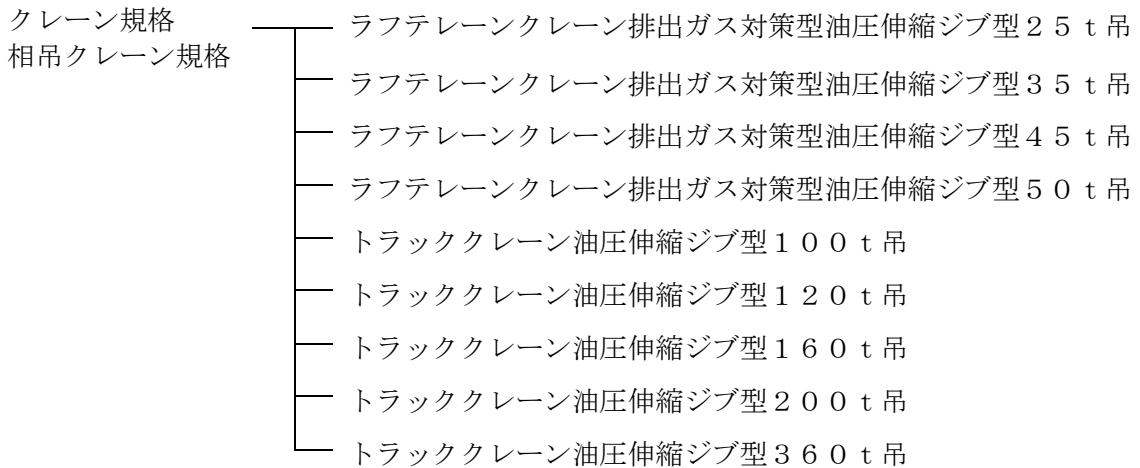 クレーン規格
相吊クレーン規格
ラフテレーンクレーン排出ガス対策型油圧伸縮ジブ型25t吊
ラフテレーンクレーン排出ガス対策型油圧伸縮ジブ型35t吊
ラフテレーンクレーン排出ガス対策型油圧伸縮ジブ型45t吊
ラフテレーンクレーン排出ガス対策型油圧伸縮ジブ型50t吊
トラッククレーン油圧伸縮ジブ型100t吊
トラッククレーン油圧伸縮ジブ型120t吊
トラッククレーン油圧伸縮ジブ型160t吊
トラッククレーン油圧伸縮ジブ型200t吊
トラッククレーン油圧伸縮ジブ型360t吊